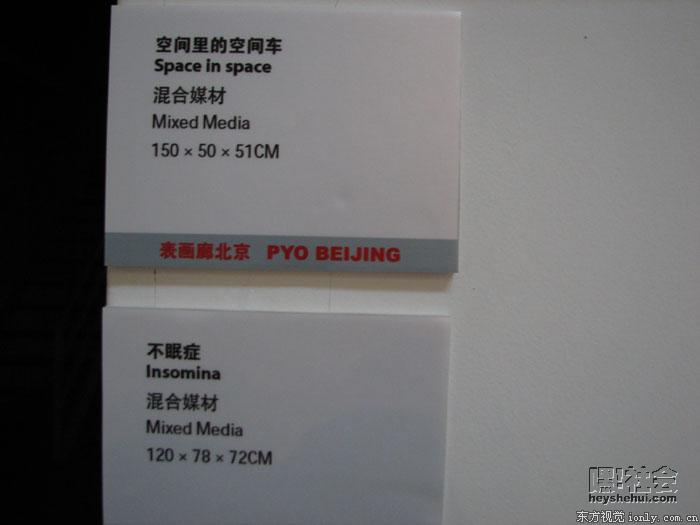 空间里的空间车
Space in space
混合媒材
Mixed Media
150 × 50 × 51CM
表画廊北京 PYO BEIJING
不眠症
Insomina
混合媒材
Mixed Media
120 × 78 × 72CM
嘿社会
heyshehui.com
东方视觉 ionly.com.cn